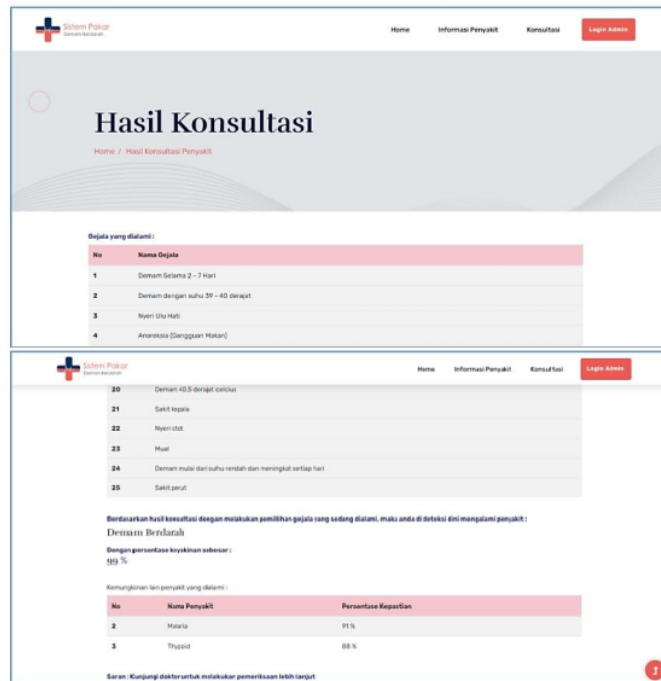 Sistem Pakar
Demam Berdarah
Home Informasi Penyakit Konsultasi Login Admin
Hasil Konsultasi
Home / Hasil Konsultasi Penyakit
Gejala yang dialami :
No Nama Gejala
1 Demam Selama 2 - 7 Hari
2 Demam dengan suhu 39 - 40 derajat
3 Nyeri Ulu Hati
4 Anoreksia (Gangguan Makan)
Sistem Pakar
Demam Berdarah
Home Informasi Penyakit Konsultasi Login Admin
20 Demam 40,5 derajat celcius
21 Sakit kepala
22 Nyeri otot
23 Mual
24 Demam mulai dari suhu rendah dan meningkat setiap hari
25 Sakit perut
Berdasarkan hasil konsultasi dengan melakukan pemilihan gejala yang sedang dialami, maka anda di deteksi dini mengalami penyakit :
Demam Berdarah
Dengan persentase keyakinan sebesar :
99 %
Kemungkinan lain penyakit yang dialami :
No Nama Penyakit Persentase Kepastian
2 Malaria 91 %
3 Thypoid 88 %
Saran : Kunjungi dokter untuk melakukan pemeriksaan lebih lanjut